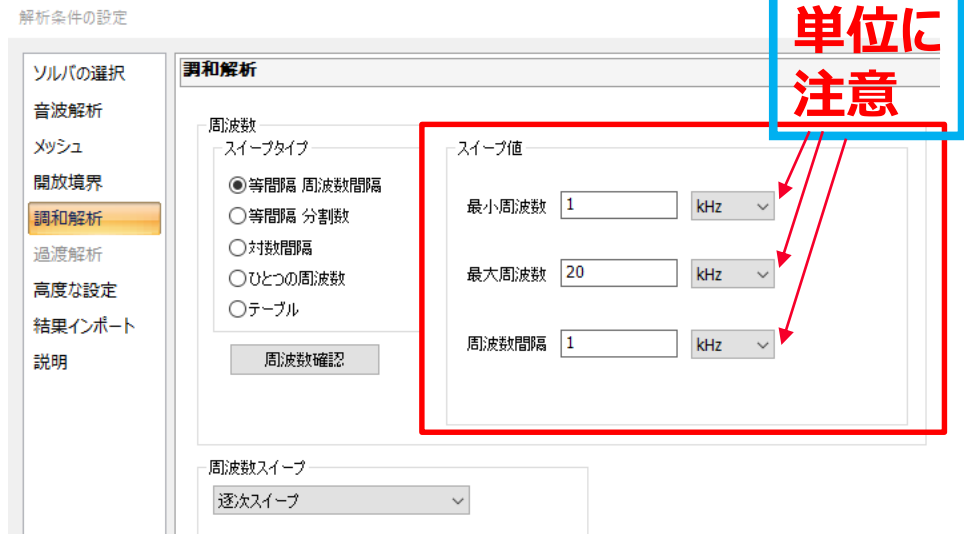 解析条件の設定
単位に
注意
ソルバの選択
音波解析
メッシュ
開放境界
調和解析
過渡解析
高度な設定
結果インポート
説明
調和解析
周波数
スイープタイプ
等間隔 周波数間隔
等間隔 分割数
対数間隔
ひとつの周波数
テーブル
周波数確認
スイープ値
最小周波数 1 kHz
最大周波数 20 kHz
周波数間隔 1 kHz
周波数スイープ
逐次スイープ